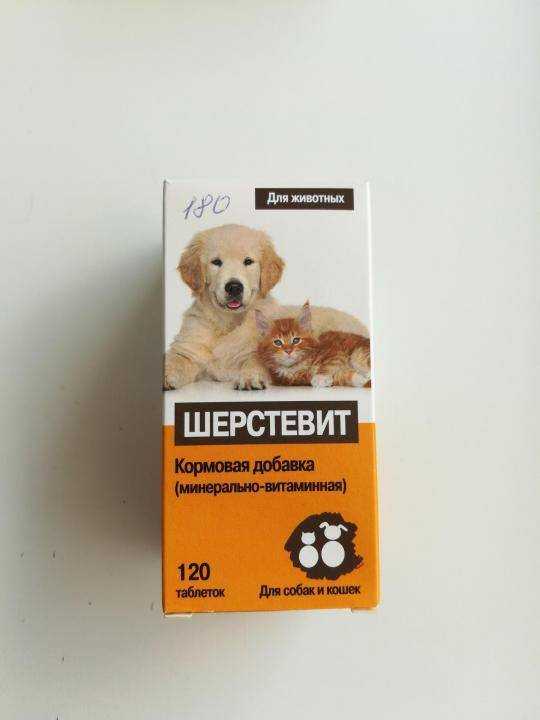 180
Для животных
ШЕРСТЕВИТ
Кормовая добавка
(минерально-витаминная)
120
таблеток
Для собак и кошек